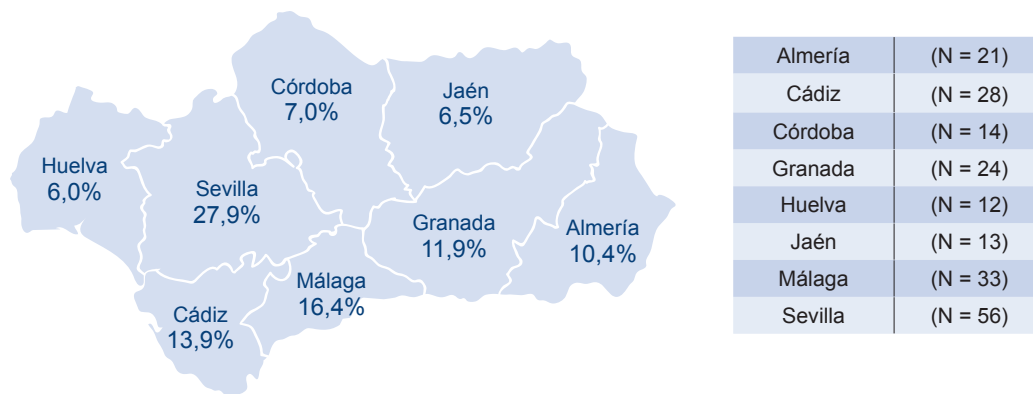 Córdoba
7,0%
Jaén
6,5%
Huelva
6,0%
Sevilla
27,9%
Granada
11,9%
Almería
10,4%
Málaga
16,4%
Cádiz
13,9%
Almería (N = 21)
Cádiz (N = 28)
Córdoba (N = 14)
Granada (N = 24)
Huelva (N = 12)
Jaén (N = 13)
Málaga (N = 33)
Sevilla (N = 56)